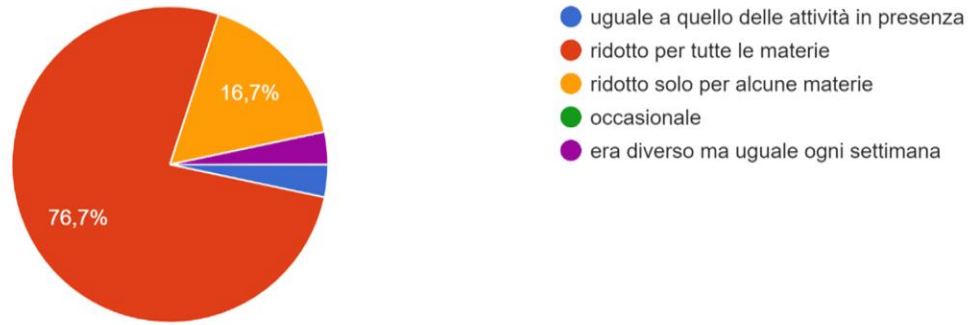 16,7%
76,7%
uguale a quello delle attività in presenza
ridotto per tutte le materie
ridotto solo per alcune materie
occasionale
era diverso ma uguale ogni settimana